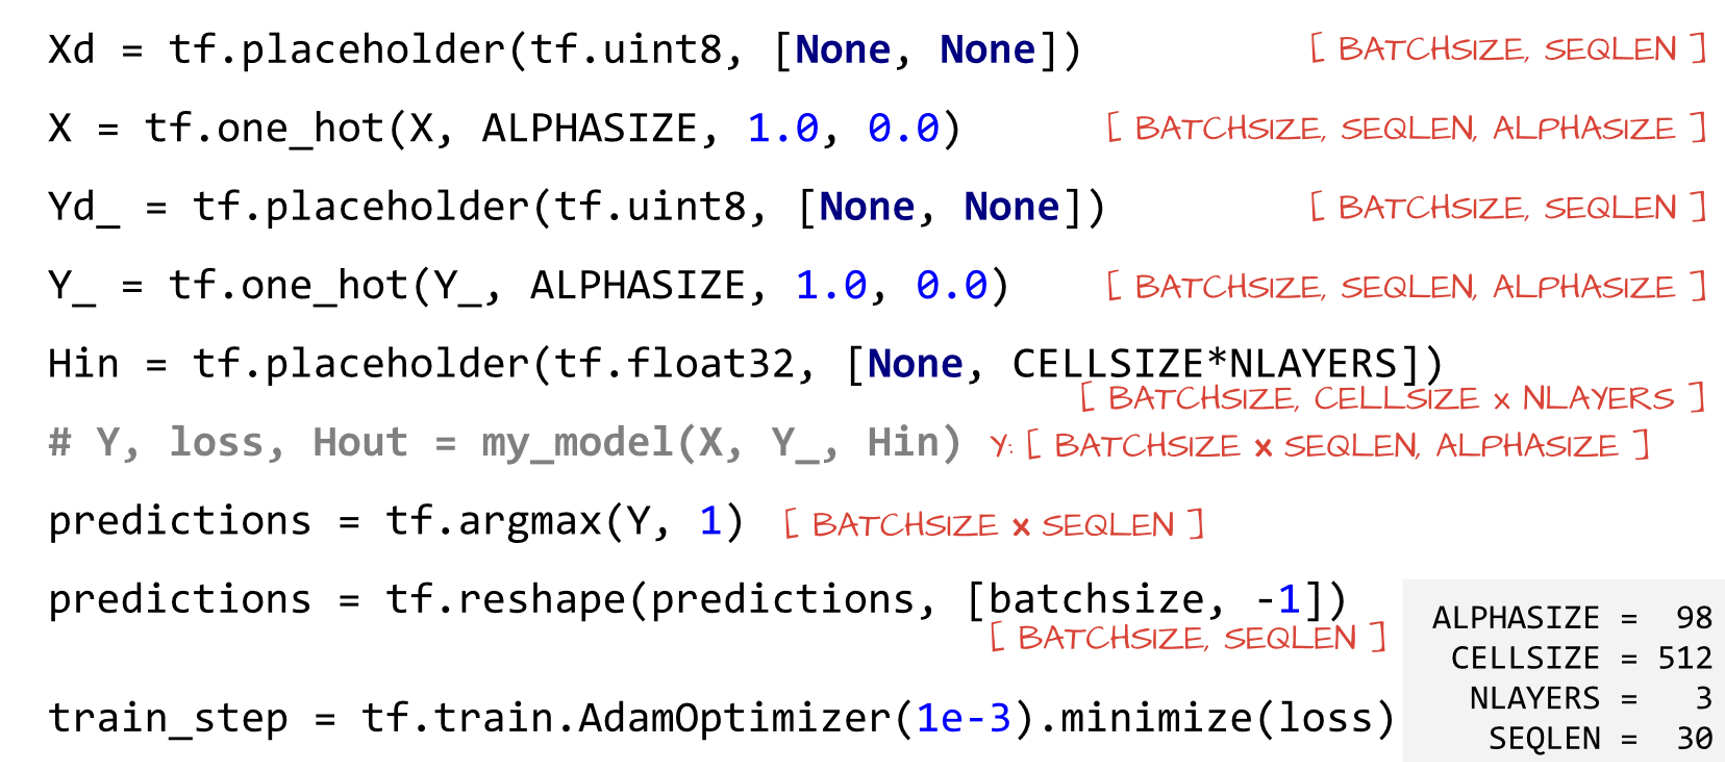 Xd = tf.placeholder(tf.uint8, [None, None]) [ BATCHSIZE, SEQLEN ]
X = tf.one_hot(X, ALPHASIZE, 1.0, 0.0) [ BATCHSIZE, SEQLEN, ALPHASIZE ]
Yd_ = tf.placeholder(tf.uint8, [None, None]) [ BATCHSIZE, SEQLEN ]
Y_ = tf.one_hot(Y_, ALPHASIZE, 1.0, 0.0) [ BATCHSIZE, SEQLEN, ALPHASIZE ]
Hin = tf.placeholder(tf.float32, [None, CELLSIZE*NLAYERS])
[ BATCHSIZE, CELLSIZE x NLAYERS ]
# Y, loss, Hout = my_model(X, Y_, Hin) Y: [ BATCHSIZE x SEQLEN, ALPHASIZE ]
predictions = tf.argmax(Y, 1) [ BATCHSIZE x SEQLEN ]
predictions = tf.reshape(predictions, [batchsize, -1])
[ BATCHSIZE, SEQLEN ]
train_step = tf.train.AdamOptimizer(1e-3).minimize(loss)
ALPHASIZE = 98
CELLSIZE = 512
NLAYERS = 3
SEQLEN = 30